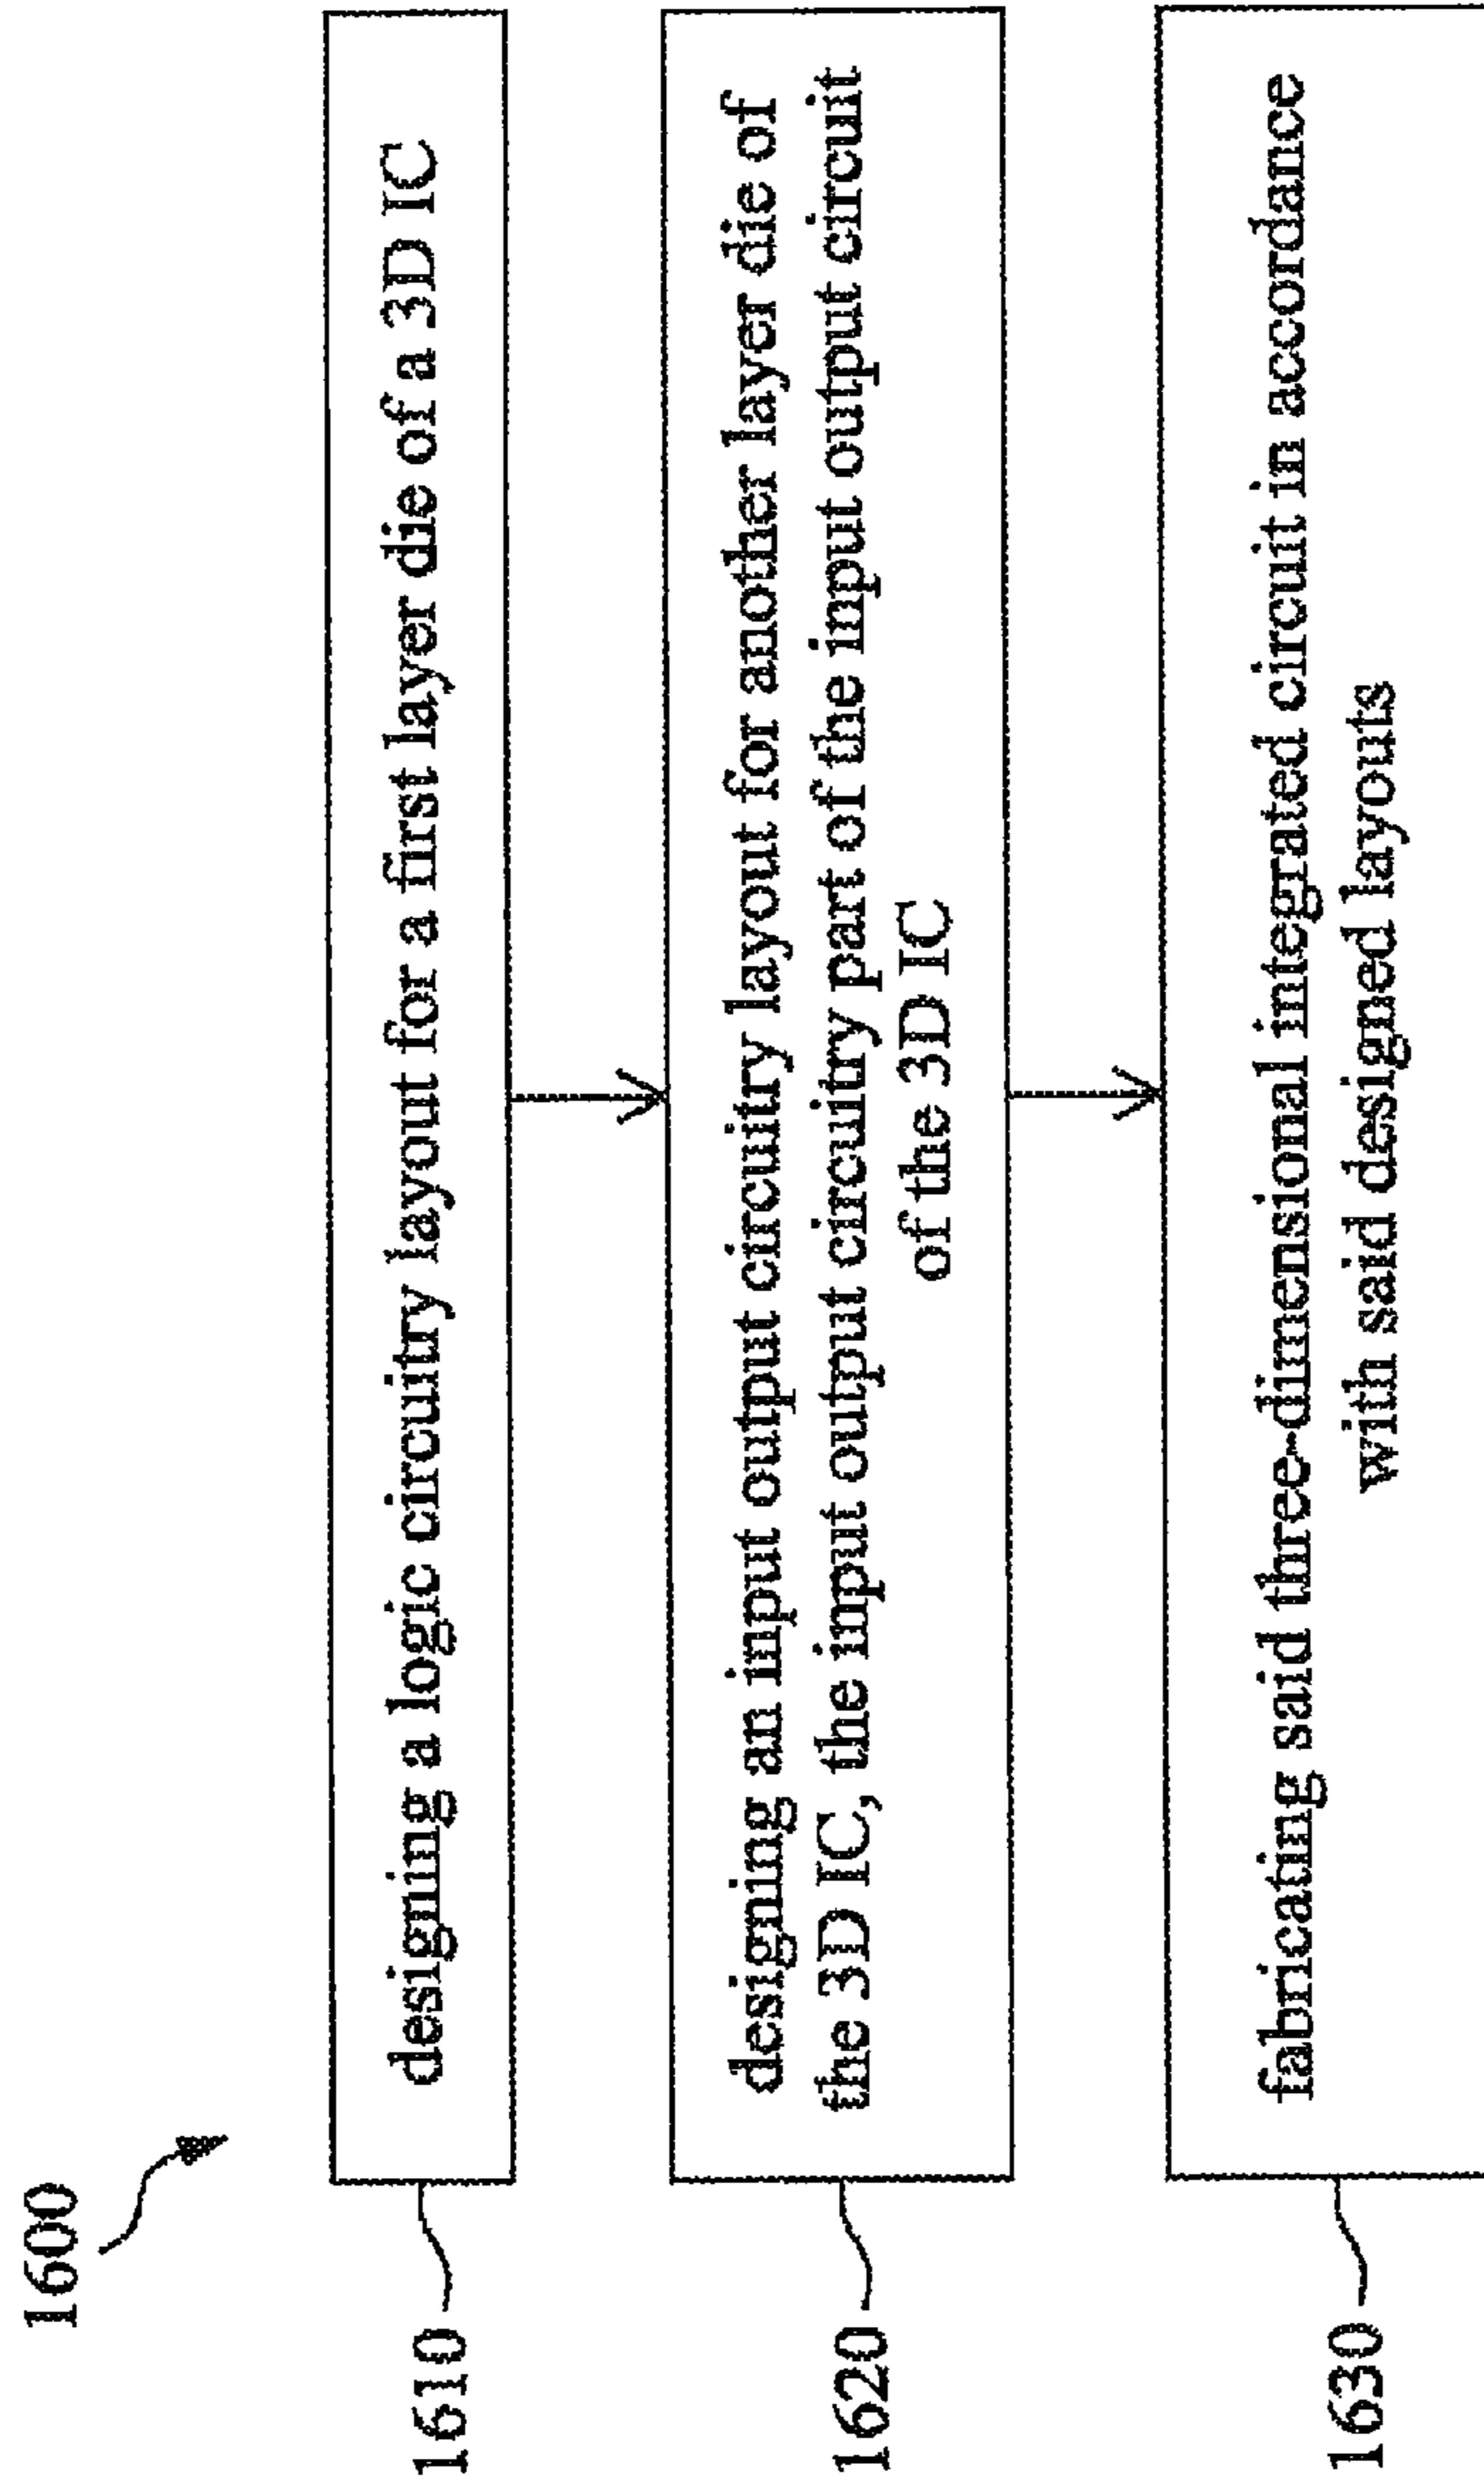 1600
1610
designing a logic circuitry layout for a first layer die of a 3D IC
1620
designing an input output circuitry layout for another layer die of
the 3D IC, the input output circuitry part of the input output circuit
of the 3D IC
1630
fabricating said three-dimensional integrated circuit in accordance
with said designed layouts